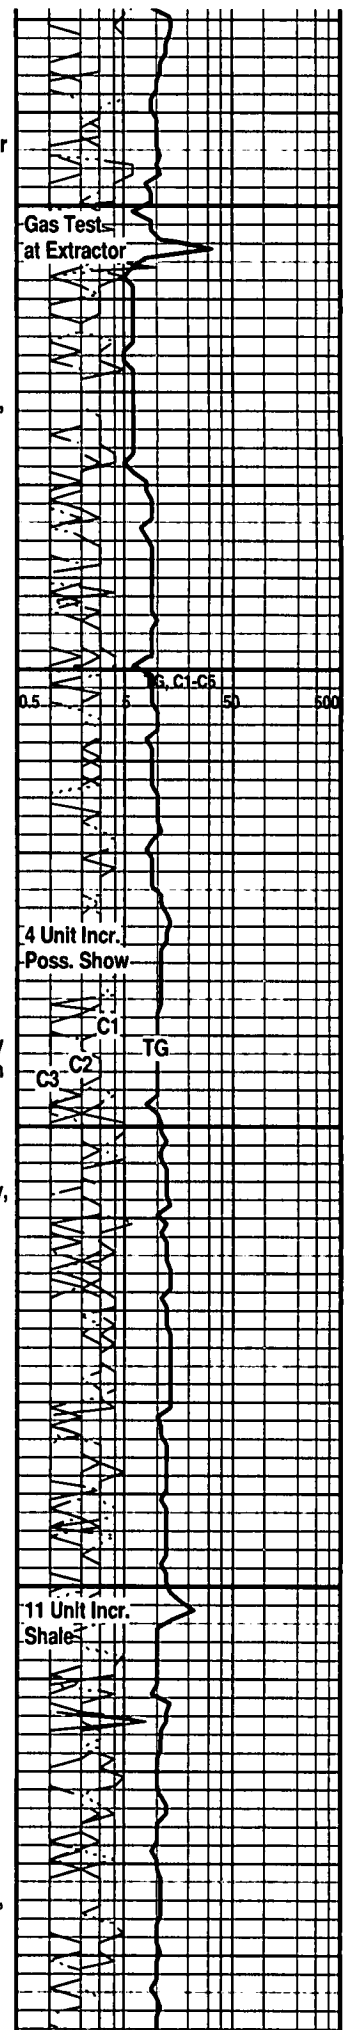 r
Gas Test
at Extractor
,
TG, C1-C5
0.5 5 50 500
4 Unit Incr.
Poss. Show
C1
TG
C2
C3
y,
11 Unit Incr.
Shale